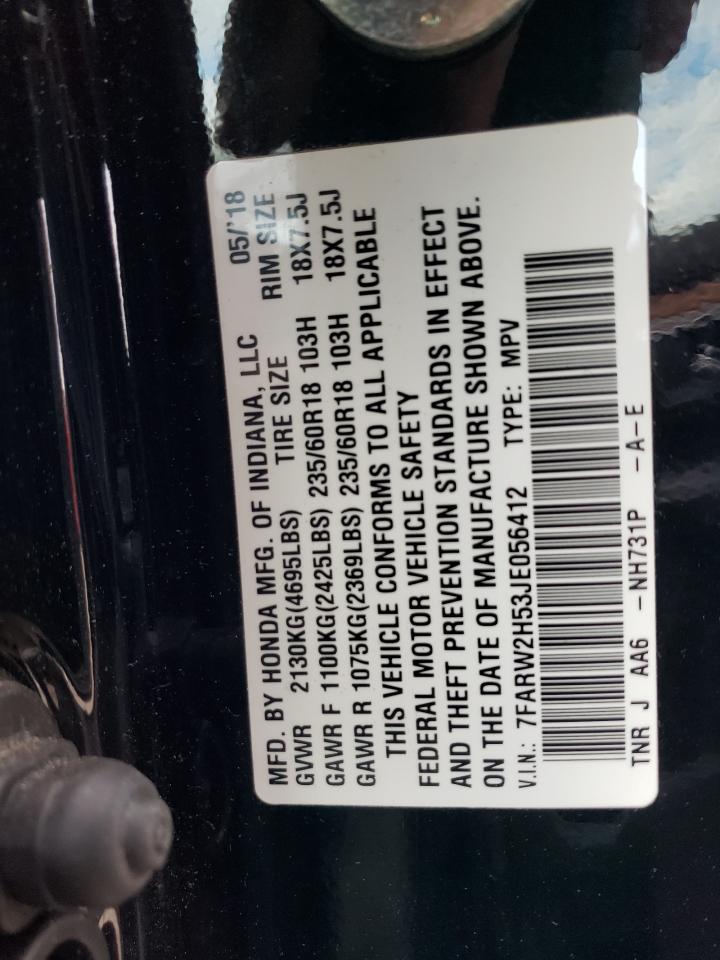 MFD. BY HONDA MFG. OF INDIANA, LLC 05/'18
GVWR 2130KG(4695LBS) TIRE SIZE RIM SIZE
GAWR F 1100KG(2425LBS) 235/60R18 103H 18X7.5J
GAWR R 1075KG(2369LBS) 235/60R18 103H 18X7.5J
THIS VEHICLE CONFORMS TO ALL APPLICABLE
FEDERAL MOTOR VEHICLE SAFETY
AND THEFT PREVENTION STANDARDS IN EFFECT
ON THE DATE OF MANUFACTURE SHOWN ABOVE.
V.I.N.: 7FARW2H53JE056412 TYPE: MPV
TNR J AA6 -NH731P -A-E